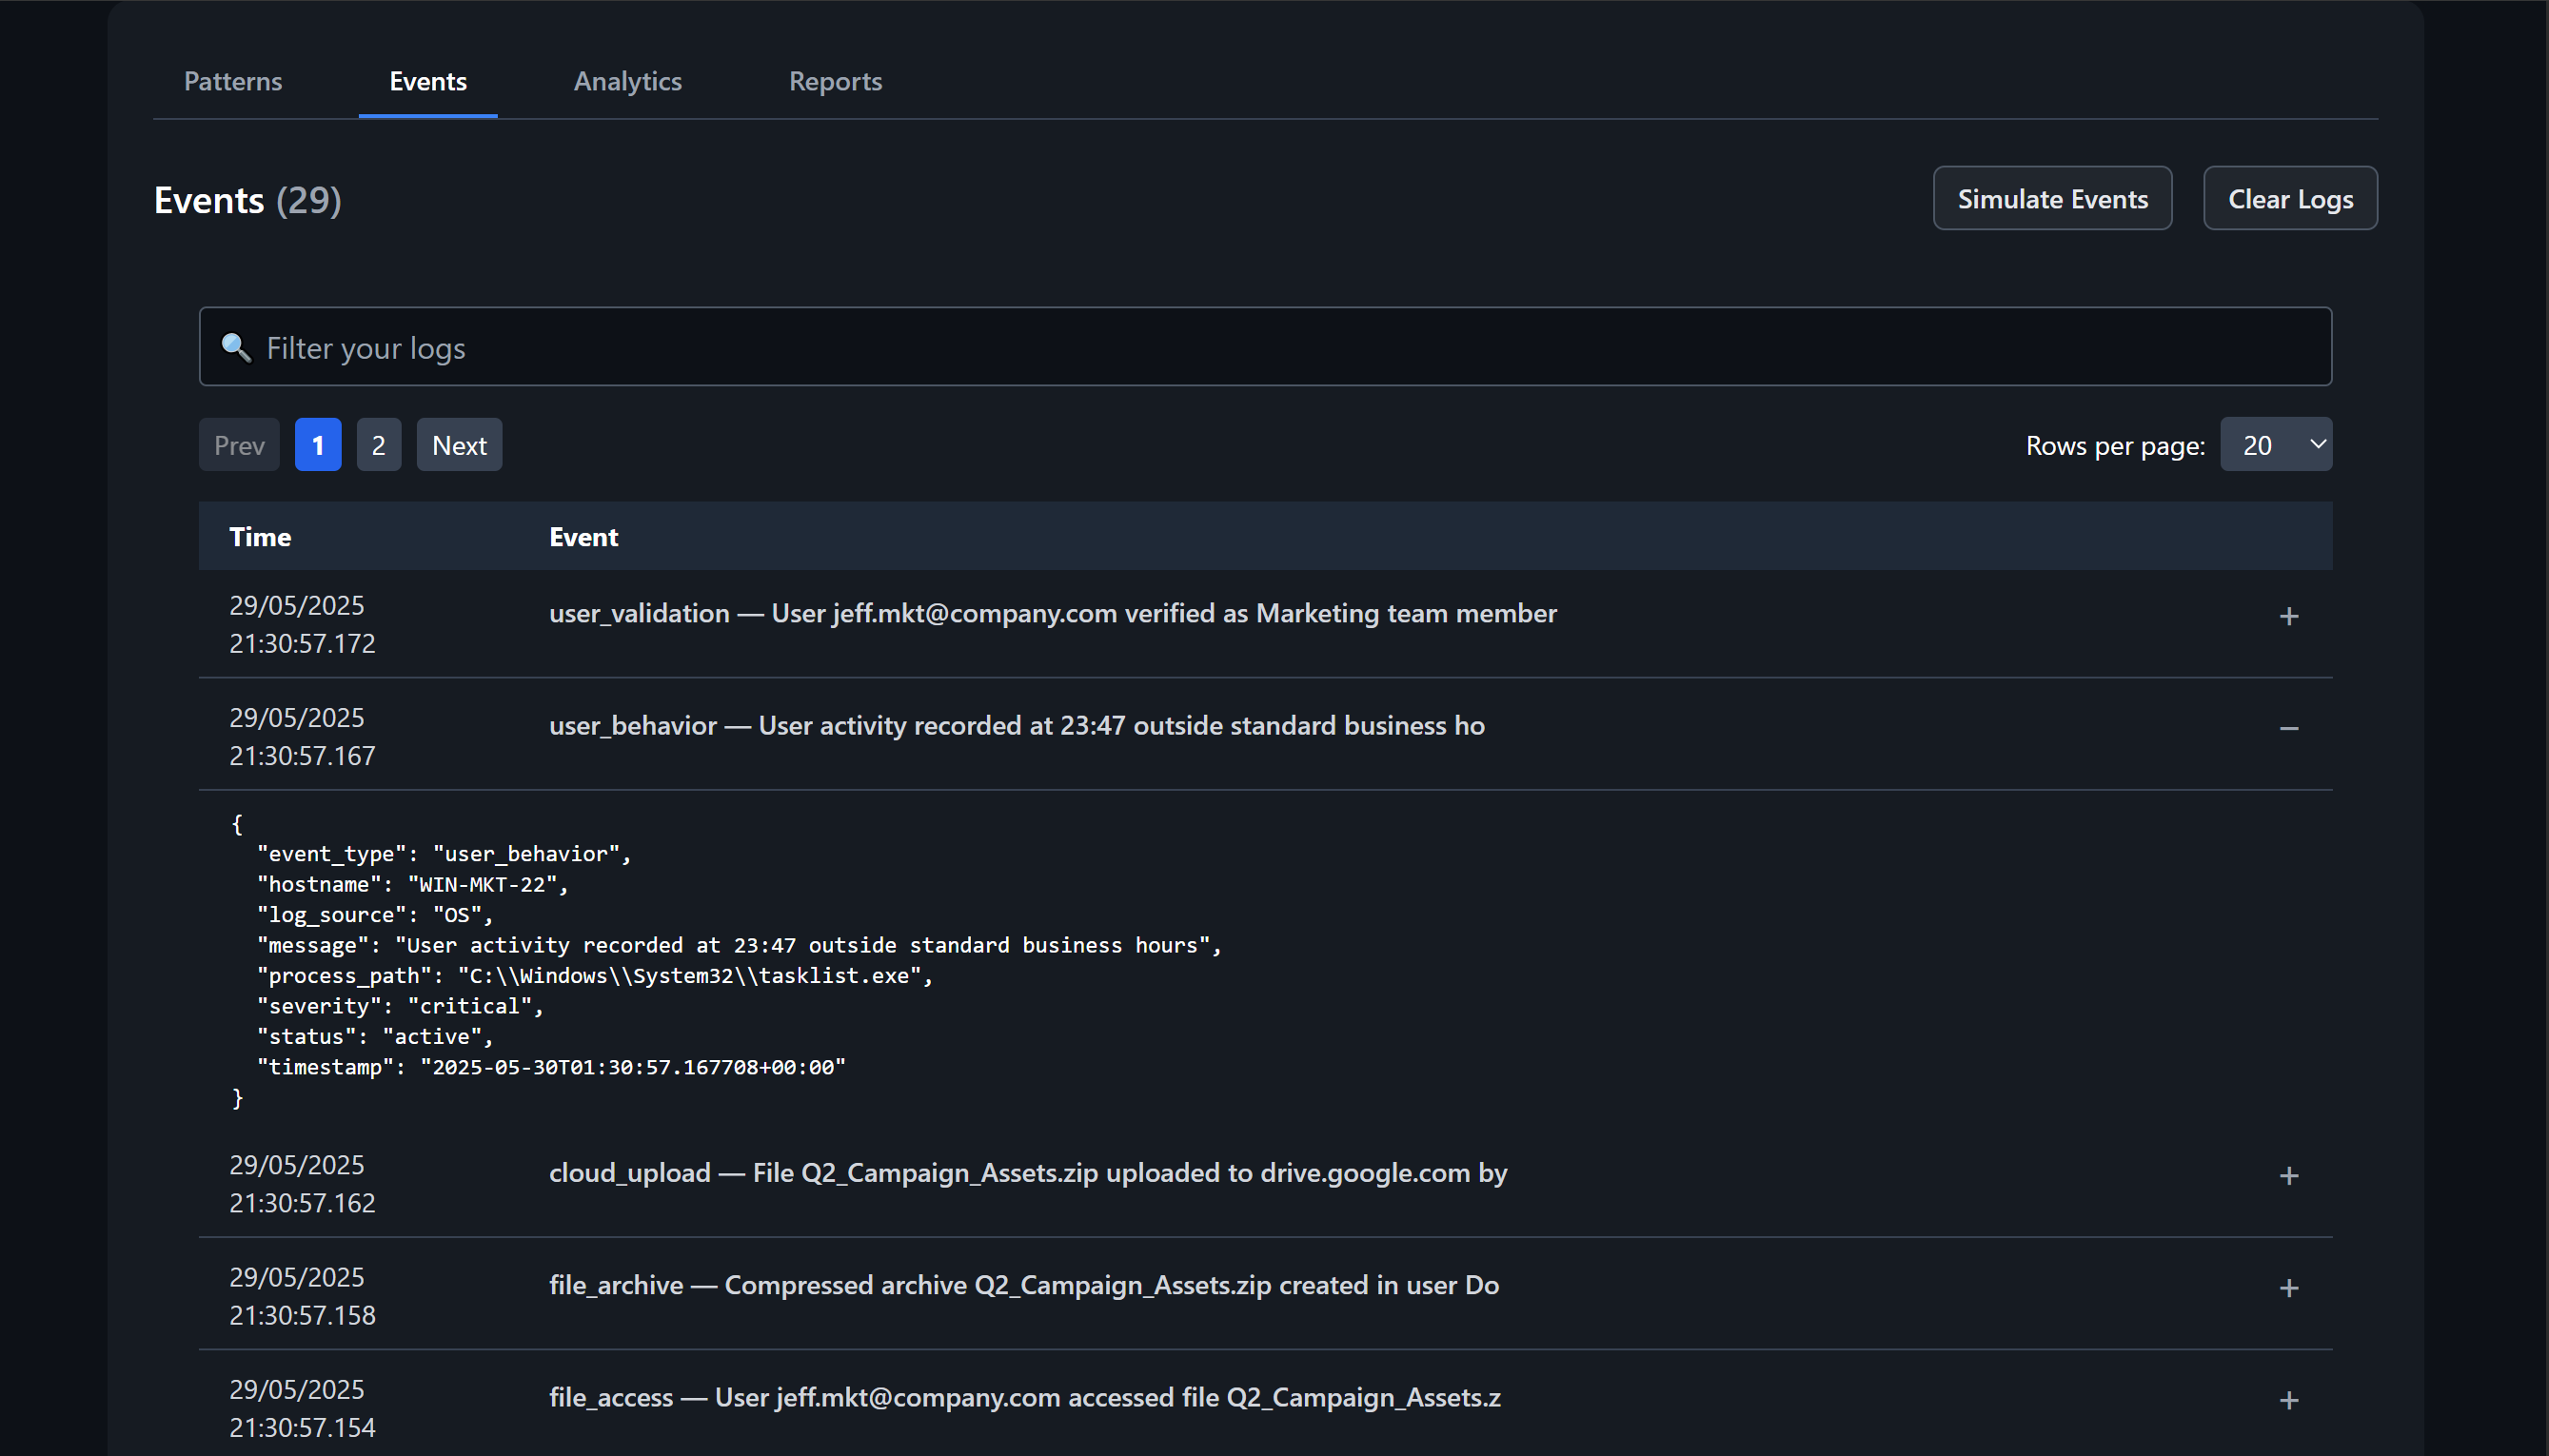 Patterns Events Analytics Reports
Events (29)
Simulate Events Clear Logs
Filter your logs
Prev 1 2 Next
Rows per page: 20
Time Event
29/05/2025
21:30:57.172
user_validation — User jeff.mkt@company.com verified as Marketing team member +
29/05/2025
21:30:57.167
user_behavior — User activity recorded at 23:47 outside standard business ho −
{
"event_type": "user_behavior",
"hostname": "WIN-MKT-22",
"log_source": "OS",
"message": "User activity recorded at 23:47 outside standard business hours",
"process_path": "C:\\Windows\\System32\\tasklist.exe",
"severity": "critical",
"status": "active",
"timestamp": "2025-05-30T01:30:57.167708+00:00"
}
29/05/2025
21:30:57.162
cloud_upload — File Q2_Campaign_Assets.zip uploaded to drive.google.com by +
29/05/2025
21:30:57.158
file_archive — Compressed archive Q2_Campaign_Assets.zip created in user Do +
29/05/2025
21:30:57.154
file_access — User jeff.mkt@company.com accessed file Q2_Campaign_Assets.z +